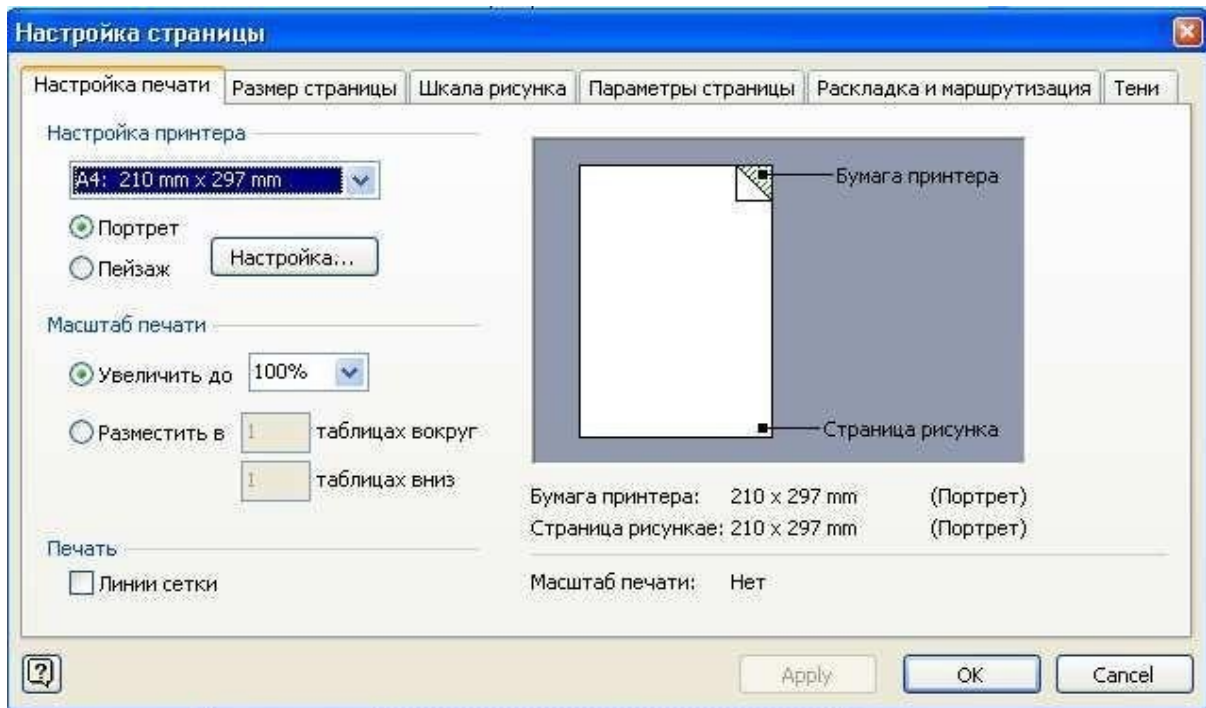 Настройка страницы
Настройка печати Размер страницы Шкала рисунка Параметры страницы Раскладка и маршрутизация Тени
Настройка принтера
A4: 210 mm x 297 mm
Портрет
Пейзаж
Настройка...
Масштаб печати
Увеличить до 100%
Разместить в 1 таблицах вокруг
1 таблицах вниз
Печать
Линии сетки
Бумага принтера
Страница рисунка
Бумага принтера: 210 x 297 mm (Портрет)
Страница рисункае: 210 x 297 mm (Портрет)
Масштаб печати: Нет
Apply OK Cancel